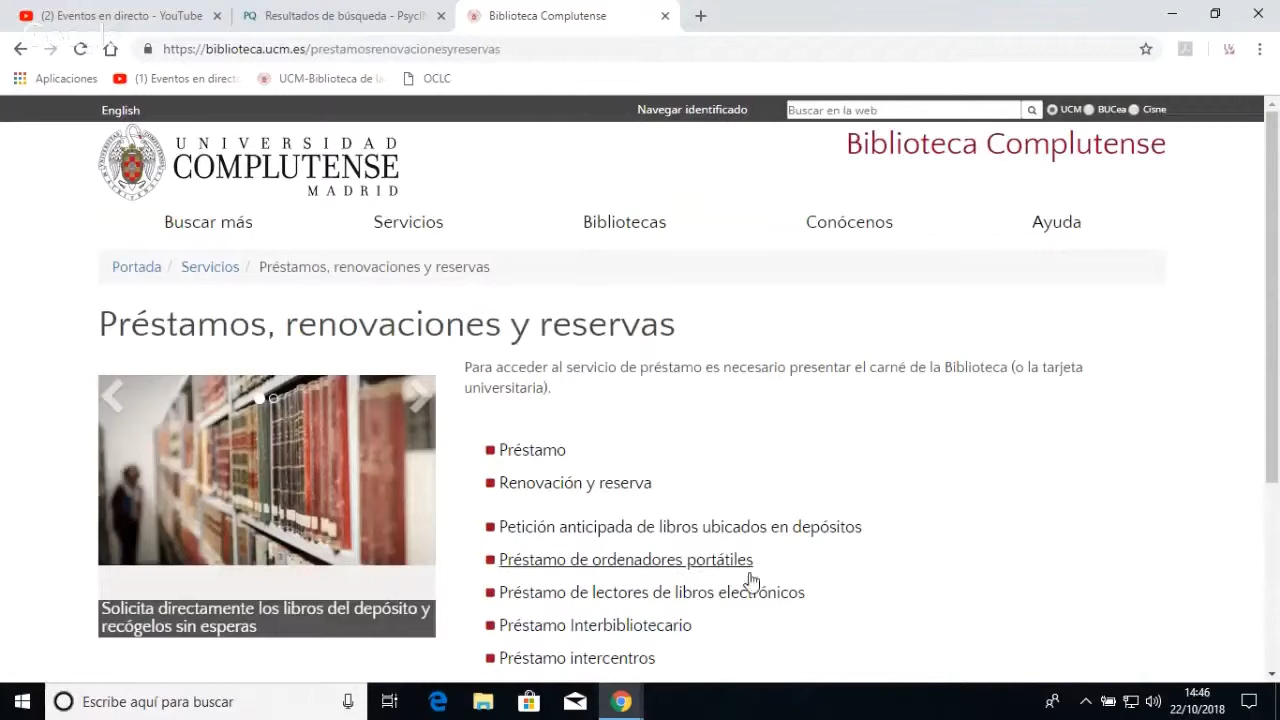 (2) Eventos en directo - YouTube
Resultados de búsqueda - PsycIN
Biblioteca Complutense
https://biblioteca.ucm.es/prestamosrenovacionesyreservas
Aplicaciones
(1) Eventos en direct
UCM-Biblioteca de la
OCLC
English
Navegar identificado
Buscar en la web
UCM
BUCea
Cisne
UNIVERSIDAD
COMPLUTENSE
MADRID
Biblioteca Complutense
Buscar más
Servicios
Bibliotecas
Conócenos
Ayuda
Portada / Servicios / Préstamos, renovaciones y reservas
Préstamos, renovaciones y reservas
Para acceder al servicio de préstamo es necesario presentar el carné de la Biblioteca (o la tarjeta
universitaria).
Préstamo
Renovación y reserva
Petición anticipada de libros ubicados en depósitos
Préstamo de ordenadores portátiles
Préstamo de lectores de libros electrónicos
Préstamo Interbibliotecario
Préstamo intercentros
Solicita directamente los libros del depósito y
recógelos sin esperas
Escribe aquí para buscar
14:46
22/10/2018